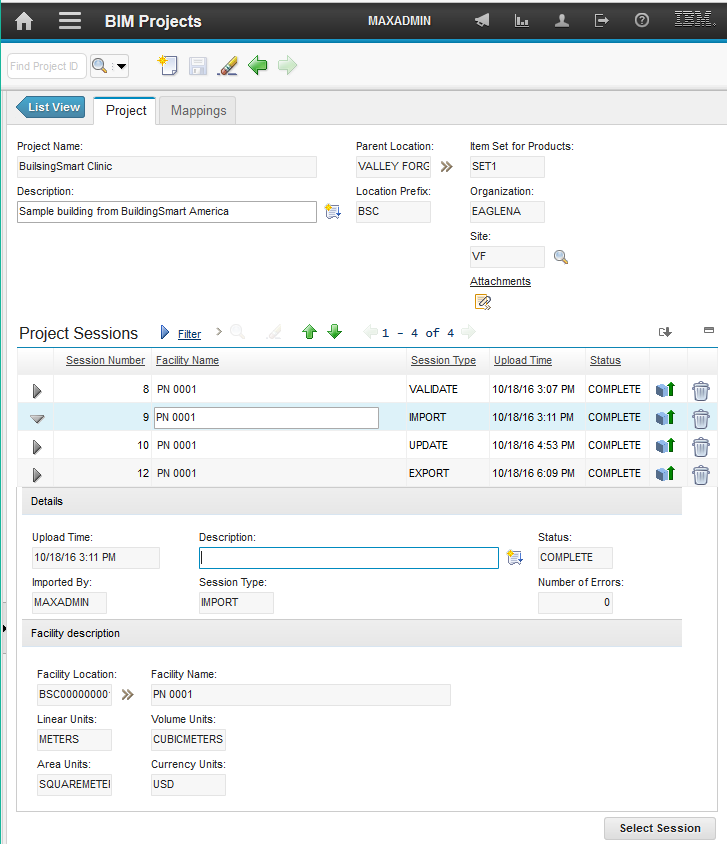 BIM Projects MAXADMIN IBM
Find Project ID
List View Project Mappings
Project Name: Parent Location: Item Set for Products:
BuilsingSmart Clinic VALLEY FORG SET1
Description: Location Prefix: Organization:
Sample building from BuildingSmart America BSC EAGLENA
Site:
VF
Attachments
Project Sessions Filter 1 - 4 of 4
Session Number Facility Name Session Type Upload Time Status
8 PN 0001 VALIDATE 10/18/16 3:07 PM COMPLETE
9 PN 0001 IMPORT 10/18/16 3:11 PM COMPLETE
10 PN 0001 UPDATE 10/18/16 4:53 PM COMPLETE
12 PN 0001 EXPORT 10/18/16 6:09 PM COMPLETE
Details
Upload Time: Description: Status:
10/18/16 3:11 PM COMPLETE
Imported By: Session Type: Number of Errors:
MAXADMIN IMPORT 0
Facility description
Facility Location: Facility Name:
BSC00000000 PN 0001
Linear Units: Volume Units:
METERS CUBICMETERS
Area Units: Currency Units:
SQUAREMETE USD
Select Session